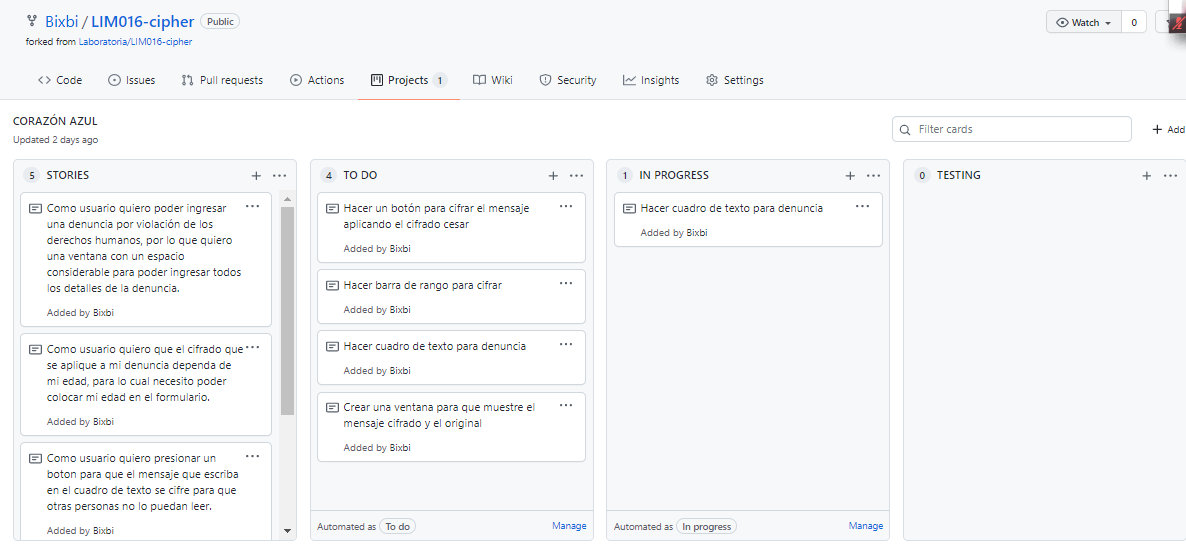 Bixbi / LIM016-cipher Public
Watch 0
forked from Laboratoria/LIM016-cipher
Code Issues Pull requests Actions Projects 1 Wiki Security Insights Settings
CORAZÓN AZUL
Updated 2 days ago
Filter cards
+ Add
5 STORIES
Como usuario quiero poder ingresar
una denuncia por violación de los
derechos humanos, por lo que quiero
una ventana con un espacio
considerable para poder ingresar todos
los detalles de la denuncia.
Added by Bixbi
Como usuario quiero que el cifrado que
se aplique a mi denuncia dependa de
mi edad, para lo cual necesito poder
colocar mi edad en el formulario.
Added by Bixbi
Como usuario quiero presionar un
boton para que el mensaje que escriba
en el cuadro de texto se cifre para que
otras personas no lo puedan leer.
Added by Bixbi
4 TO DO
Hacer un botón para cifrar el mensaje
aplicando el cifrado cesar
Added by Bixbi
Hacer barra de rango para cifrar
Added by Bixbi
Hacer cuadro de texto para denuncia
Added by Bixbi
Crear una ventana para que muestre el
mensaje cifrado y el original
Added by Bixbi
Automated as To do Manage
1 IN PROGRESS
Hacer cuadro de texto para denuncia
Added by Bixbi
Automated as In progress Manage
0 TESTING